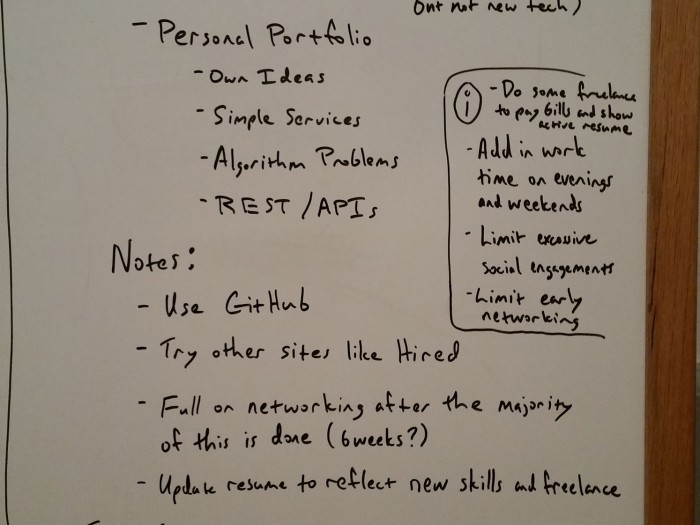 but not new tech)
- Personal Portfolio
- Own Ideas
- Simple Services
- Algorithm Problems
- REST/APIs
Notes:
- Use GitHub
- Try other sites like Hired
- Full on networking after the majority
of this is done (6 weeks?)
- Update resume to reflect new skills and freelance
i
- Do some freelance
to pay bills and show
active resume
- Add in work
time on evenings
and weekends
- Limit excessive
social engagements
- Limit early
networking